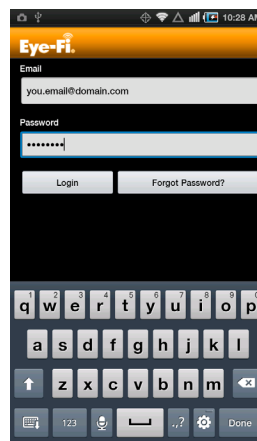 10:28 AM
Eye-Fi.
Email
you.email@domain.com
Password
••••••••
Login Forgot Password?
1 2 3 4 5 6 7 8 9 0
q w e r t y u i o p
a s d f g h j k l
z x c v b n m
123 .,? Done